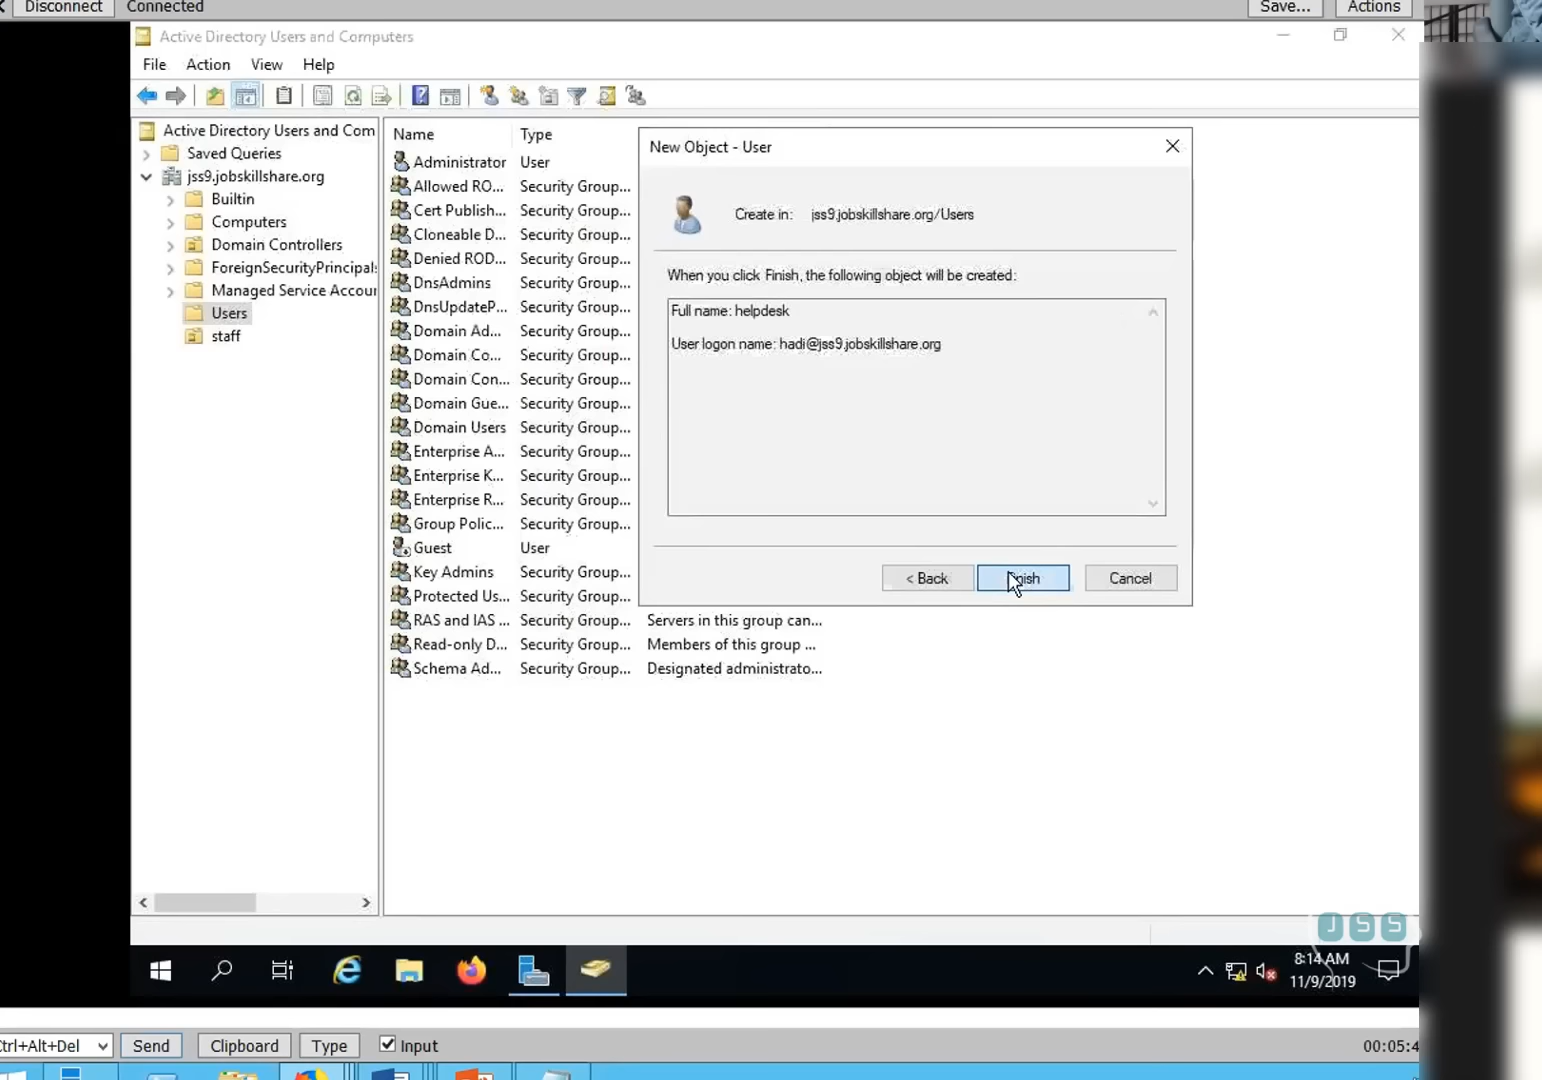 Disconnect
Connected
Save...
Actions
Active Directory Users and Computers
File
Action
View
Help
Active Directory Users and Com
Saved Queries
jss9.jobskillshare.org
Builtin
Computers
Domain Controllers
ForeignSecurityPrincipals
Managed Service Accour
Users
staff
Name Type
Administrator User
Allowed RO... Security Group...
Cert Publish... Security Group...
Cloneable D... Security Group...
Denied ROD... Security Group...
DnsAdmins Security Group...
DnsUpdateP... Security Group...
Domain Ad... Security Group...
Domain Co... Security Group...
Domain Con... Security Group...
Domain Gue... Security Group...
Domain Users Security Group...
Enterprise A... Security Group...
Enterprise K... Security Group...
Enterprise R... Security Group...
Group Polic... Security Group...
Guest User
Key Admins Security Group...
Protected Us... Security Group...
RAS and IAS ... Security Group... Servers in this group can...
Read-only D... Security Group... Members of this group ...
Schema Ad... Security Group... Designated administrato...
New Object - User
Create in: jss9.jobskillshare.org/Users
When you click Finish, the following object will be created:
Full name: helpdesk
User logon name: hadi@jss9.jobskillshare.org
< Back
Cancel
JSS
8:14 AM
11/9/2019
Ctrl+Alt+Del
Send
Clipboard
Type
Input
00:05:4